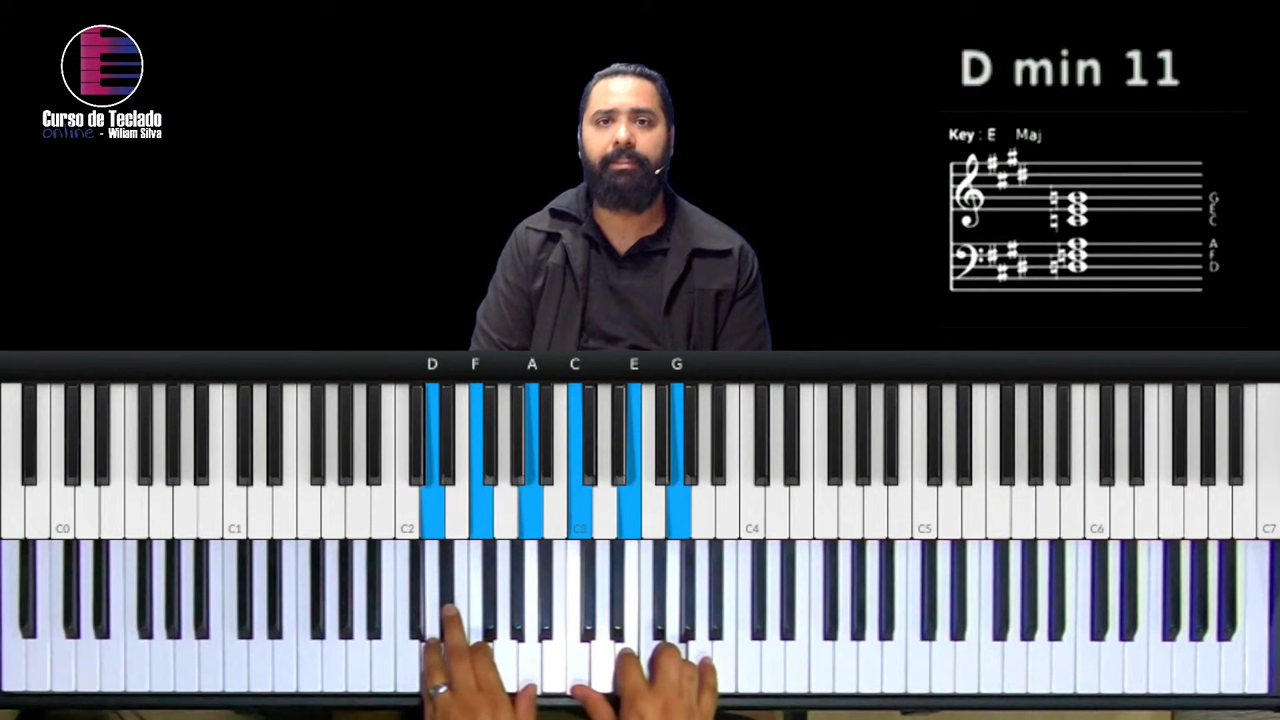 Curso de Teclado
online - Wiliam Silva
D min 11
Key : E Maj
G
E
C
A
F
D
D F A C E G
C0 C1 C2 C3 C4 C5 C6 C7